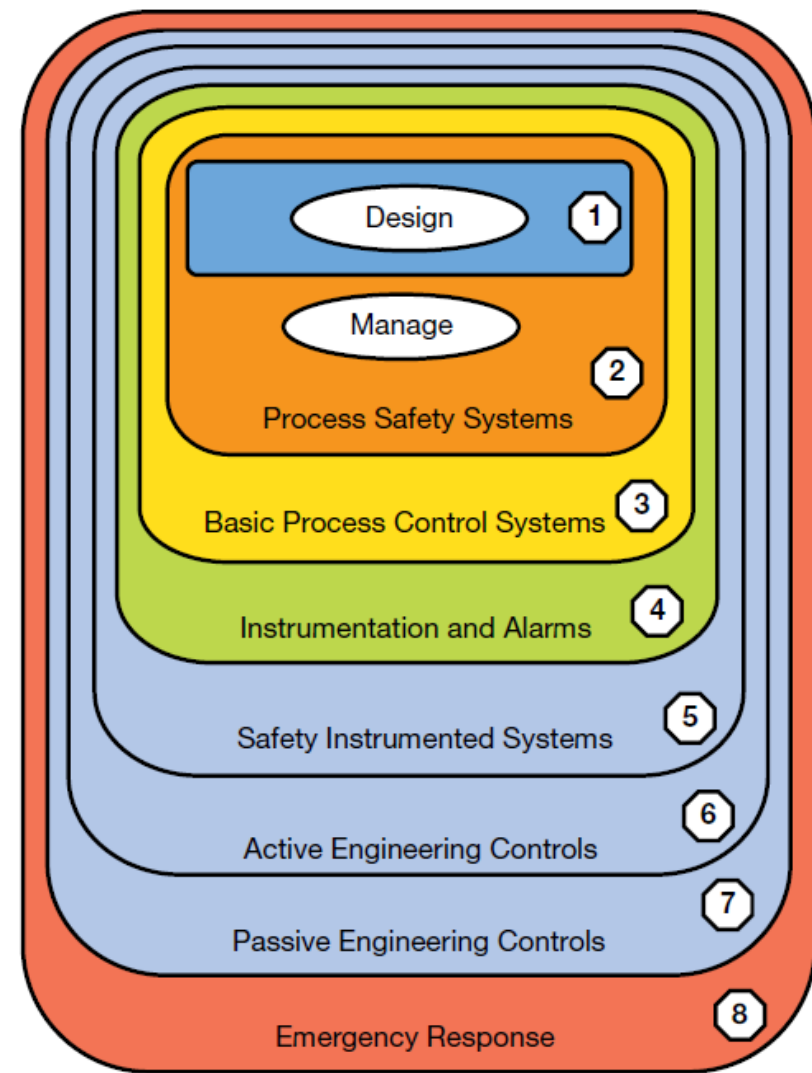 Design
1
Manage
2
Process Safety Systems
3
Basic Process Control Systems
4
Instrumentation and Alarms
5
Safety Instrumented Systems
6
Active Engineering Controls
7
Passive Engineering Controls
8
Emergency Response